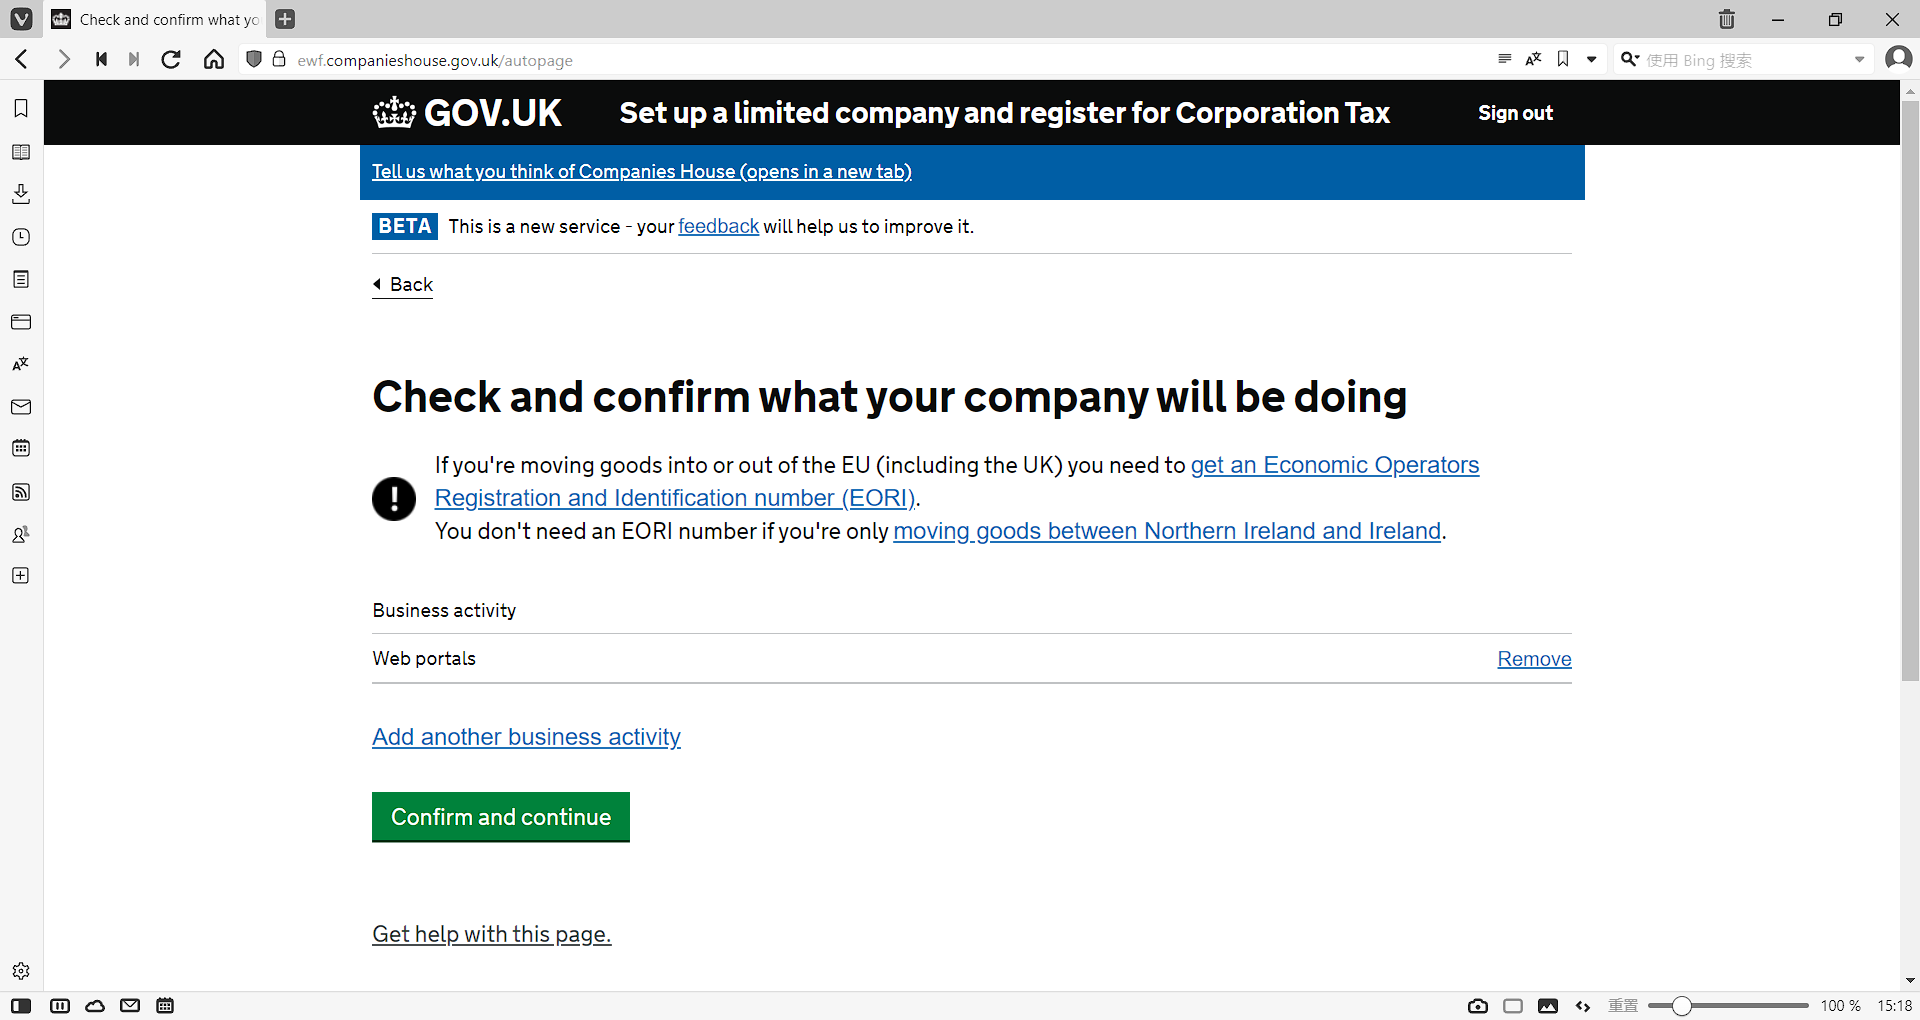 Check and confirm what yo
ewf.companieshouse.gov.uk/autopage
使用 Bing 搜索
GOV.UK
Set up a limited company and register for Corporation Tax
Sign out
Tell us what you think of Companies House (opens in a new tab)
BETA This is a new service - your feedback will help us to improve it.
Back
Check and confirm what your company will be doing
If you're moving goods into or out of the EU (including the UK) you need to get an Economic Operators
Registration and Identification number (EORI).
You don't need an EORI number if you're only moving goods between Northern Ireland and Ireland.
Business activity
Web portals Remove
Add another business activity
Confirm and continue
Get help with this page.
重置 100 % 15:18